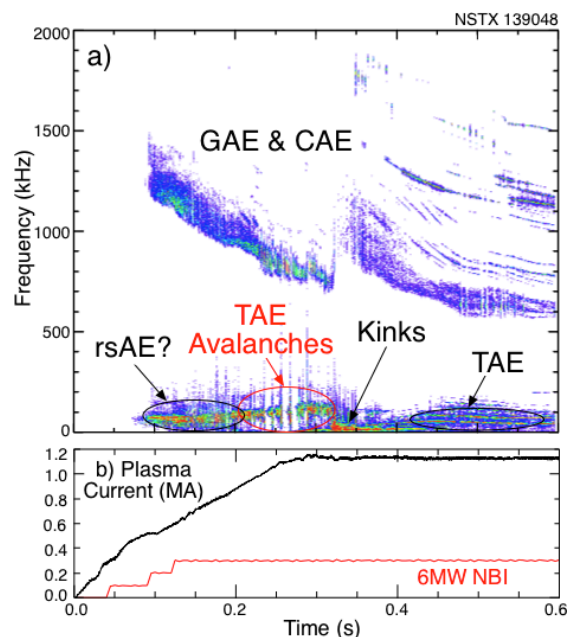 NSTX 139048
2000
a)
GAE & CAE
1500
Frequency (kHz)
1000
500
TAE
Avalanches
Kinks
rsAE?
TAE
0
1.2
b) Plasma
Current (MA)
1.0
0.8
0.6
0.4
6MW NBI
0.2
0.0
0.0 0.2 0.4 0.6
Time (s)